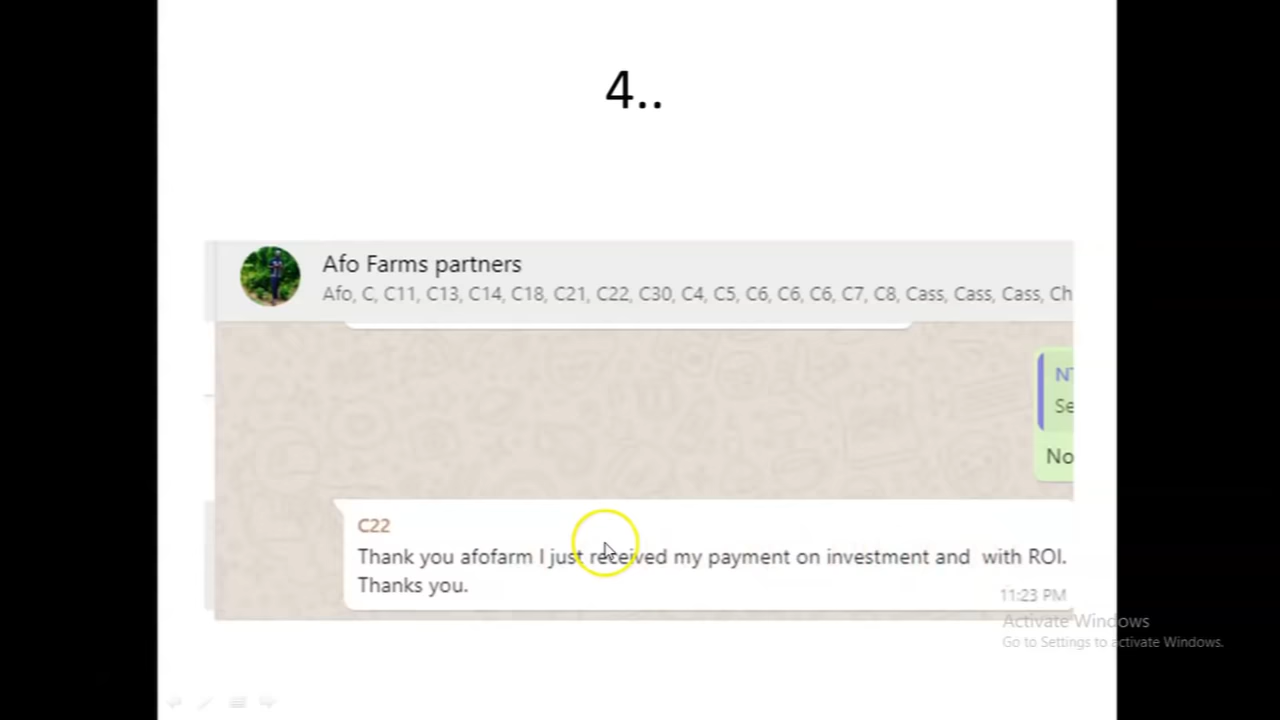 4..
Afo Farms partners
Afo, C, C11, C13, C14, C18, C21, C22, C30, C4, C5, C6, C6, C6, C7, C8, Cass, Cass, Cass, Ch
NT
Se
No
C22
Thank you afofarm I just received my payment on investment and  with ROI.
Thanks you.
11:23 PM
Activate Windows
Go to Settings to activate Windows.